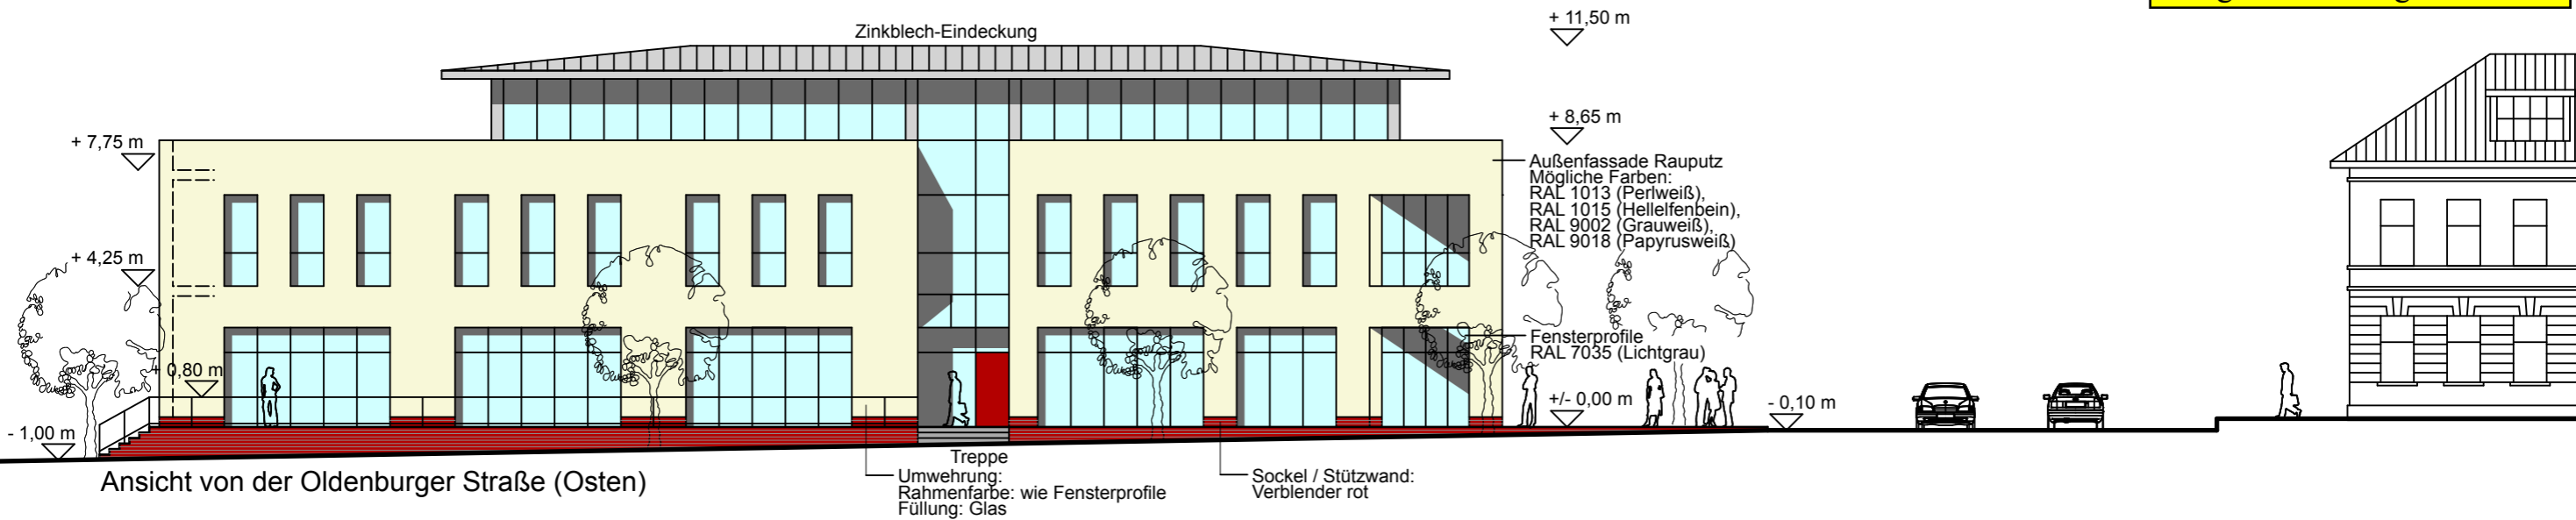 Zinkblech-Eindeckung
+ 11,50 m
+ 8,65 m
+ 7,75 m
Außenfassade Rauputz
Mögliche Farben:
RAL 1013 (Perlweiß),
RAL 1015 (Hellelfenbein),
RAL 9002 (Grauweiß),
RAL 9018 (Papyrusweiß)
+ 4,25 m
Fensterprofile
RAL 7035 (Lichtgrau)
+ 0,80 m
+/- 0,00 m
- 0,10 m
- 1,00 m
Ansicht von der Oldenburger Straße (Osten)
Treppe
Umwehrung:
Rahmenfarbe: wie Fensterprofile
Füllung: Glas
Sockel / Stützwand:
Verblender rot